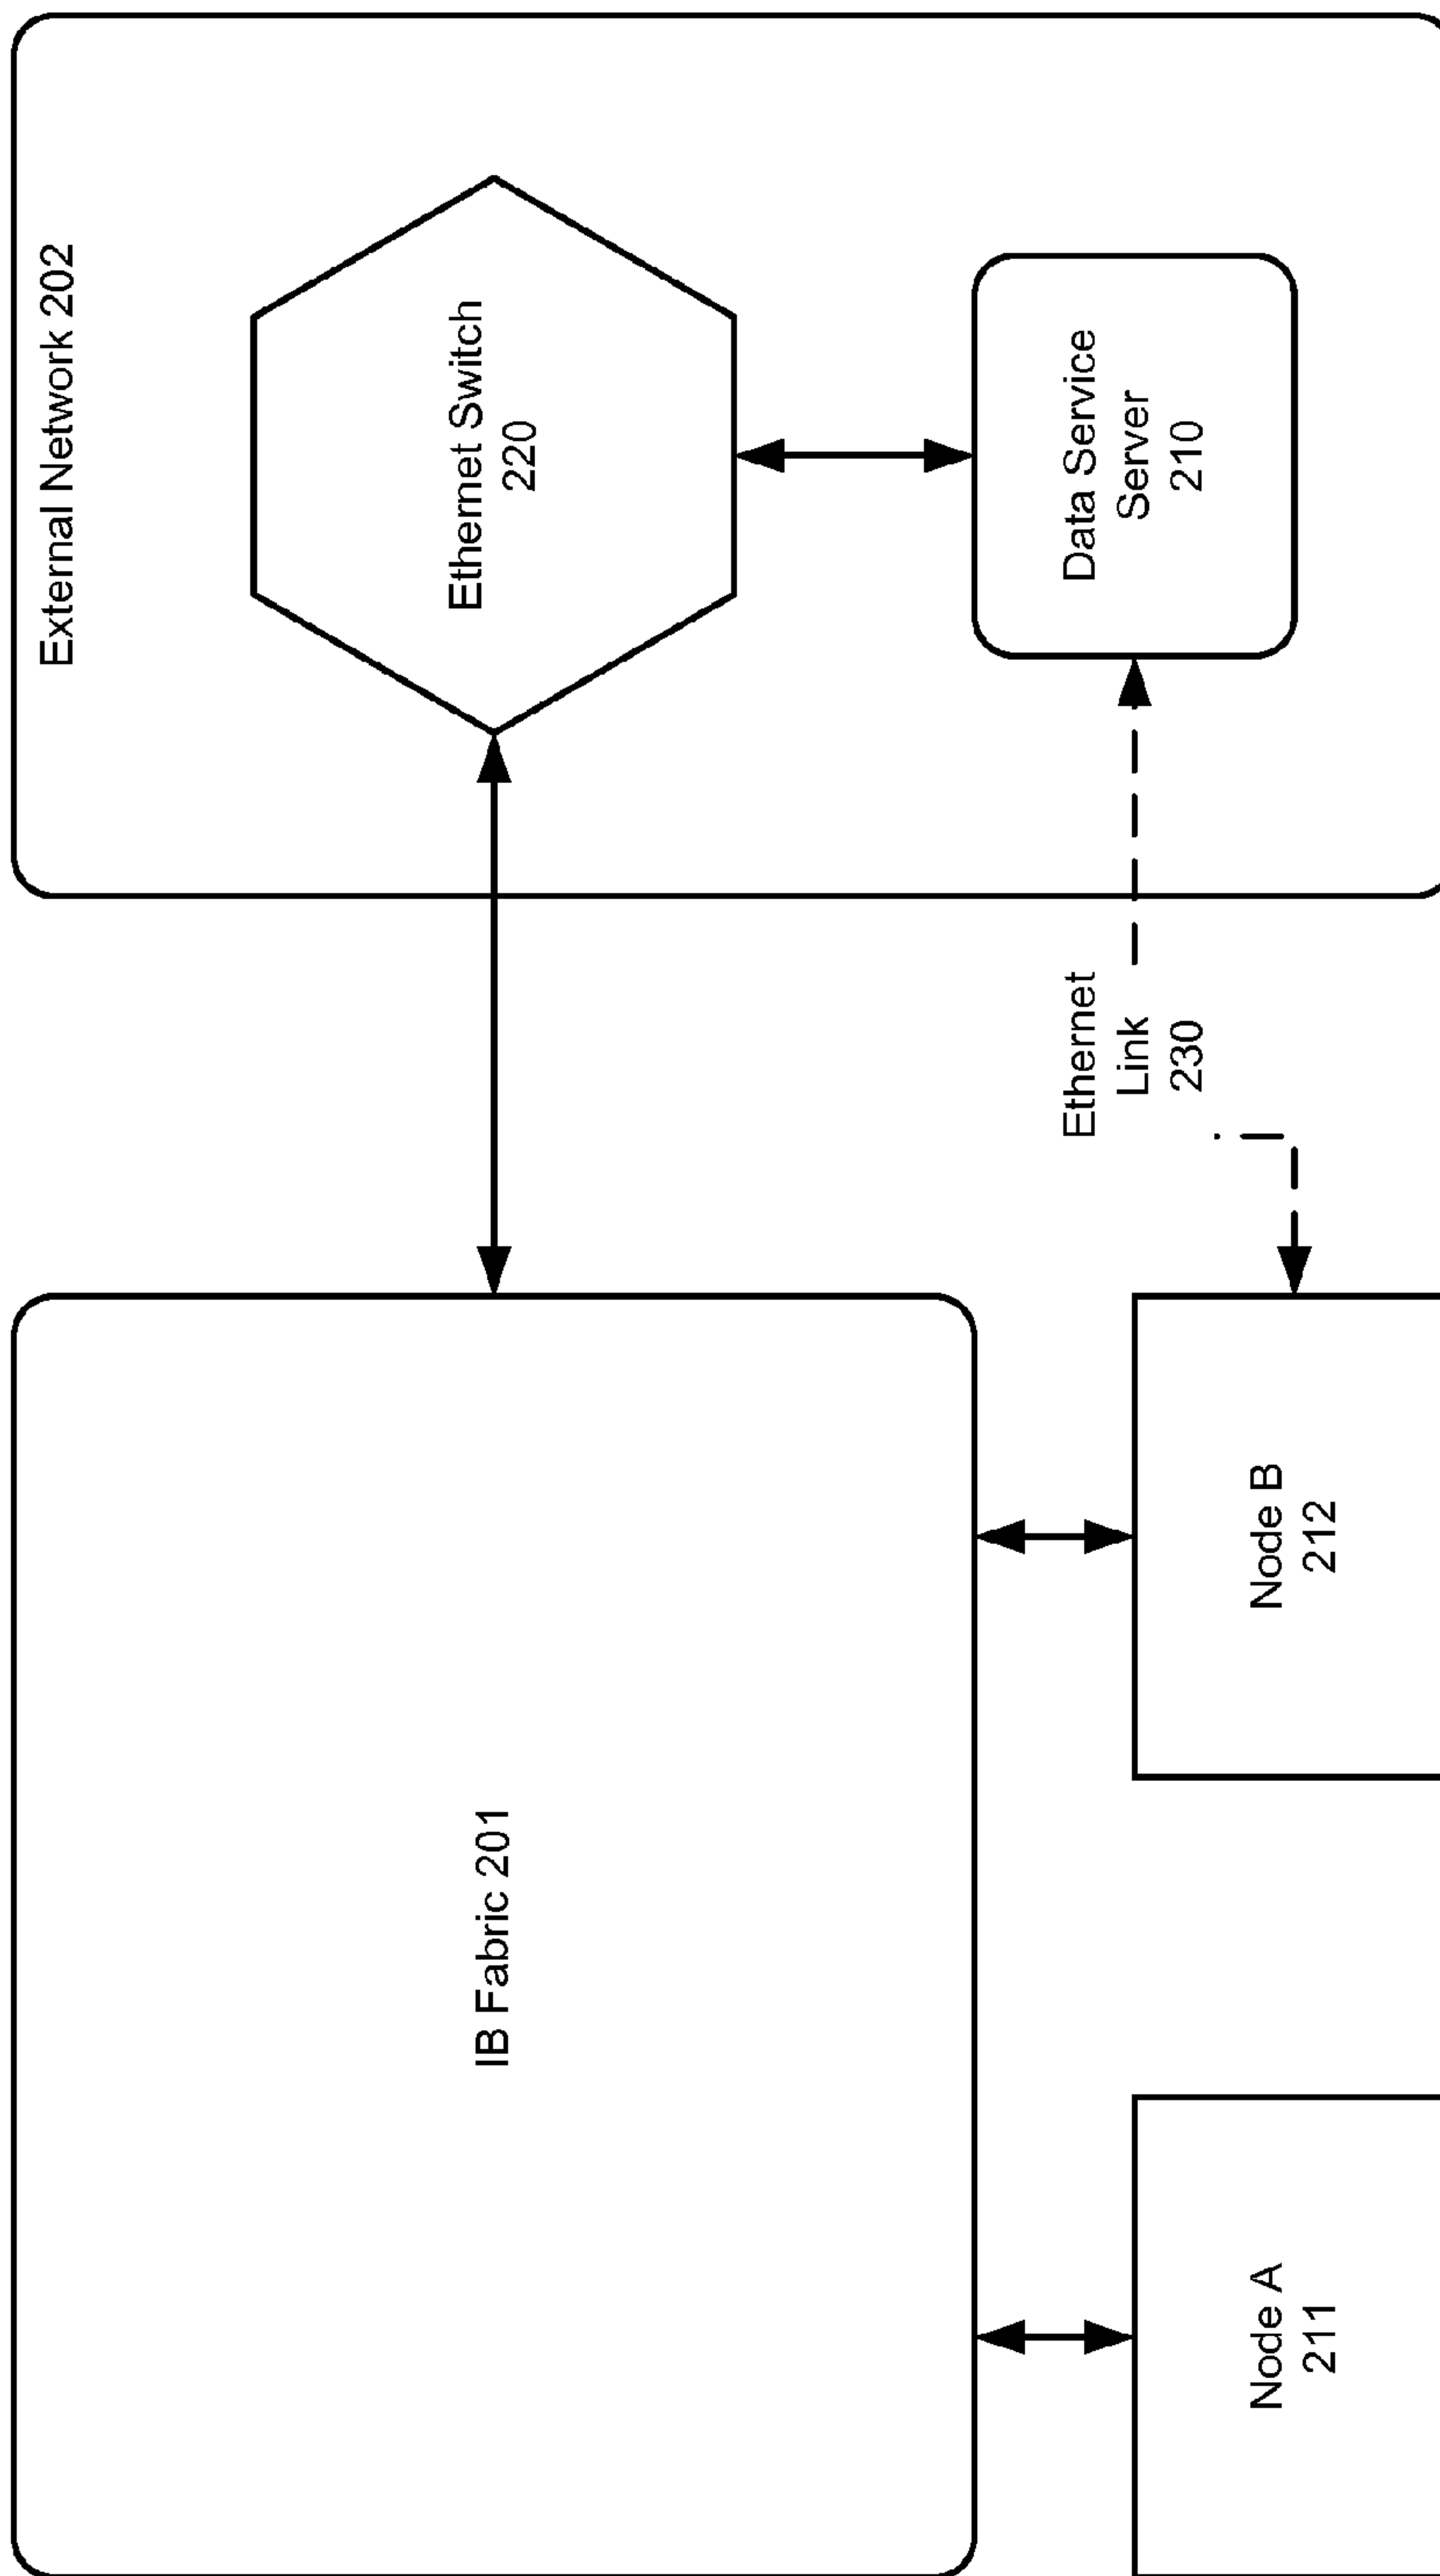 External Network 202
Ethernet Switch
220
Data Service
Server
210
Ethernet
Link
230
IB Fabric 201
Node B
212
Node A
211